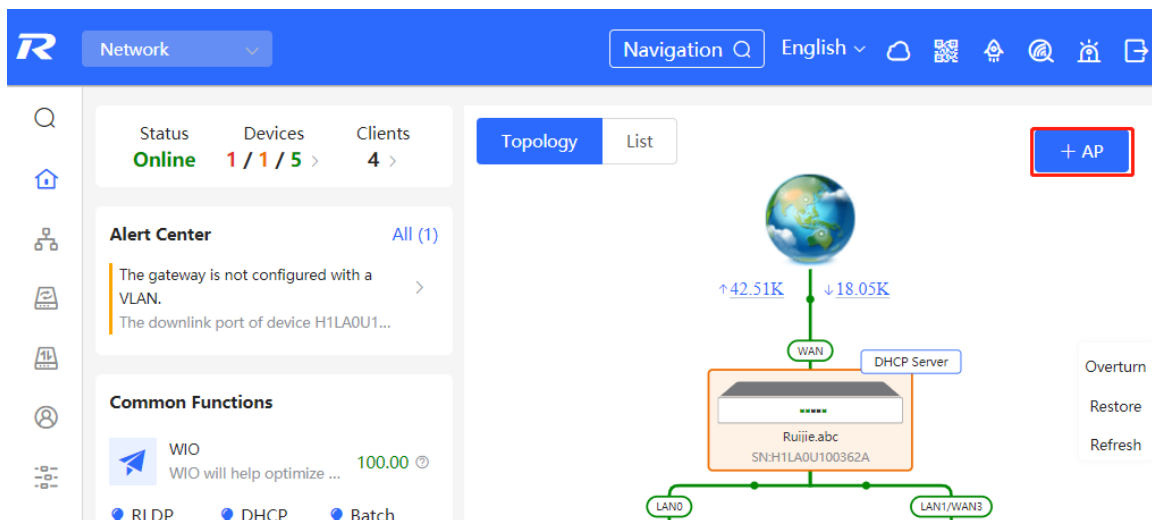 Network
Navigation
English
Status
Devices
Clients
Online
1 / 1 / 5
4
Topology
List
+ AP
Alert Center
All (1)
The gateway is not configured with a
VLAN.
The downlink port of device H1LA0U1...
↑42.51K
↓18.05K
WAN
DHCP Server
Ruijie.abc
SN:H1LA0U100362A
Overturn
Restore
Refresh
Common Functions
WIO
WIO will help optimize ...
100.00
RLDP
DHCP
Batch
LAN0
LAN1/WAN3